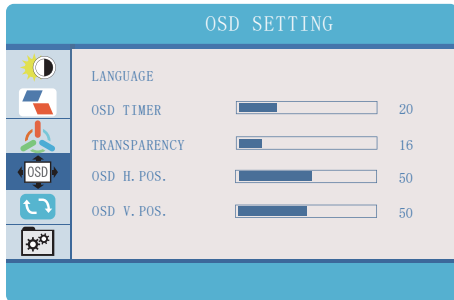 OSD SETTING
LANGUAGE
OSD TIMER 20
TRANSPARENCY 16
OSD
OSD H.POS. 50
OSD V.POS. 50